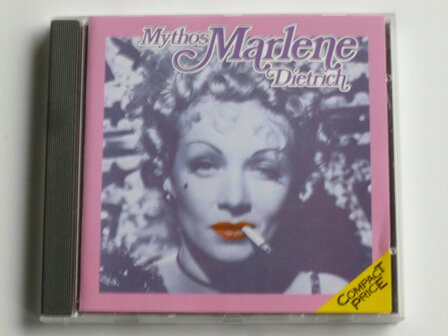 Mythos
Marlene
Dietrich
COMPACT
PRICE